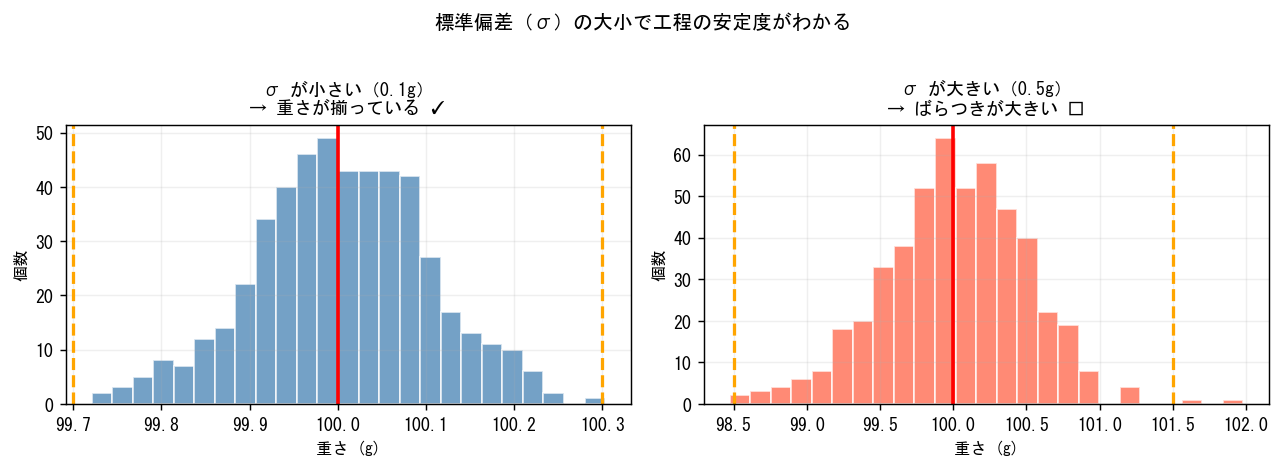 標準偏差（σ）の大小で工程の安定度がわかる
σ が小さい（0.1g）
→ 重さが揃っている ✓
50
40
30
20
10
0
個数
99.7 99.8 99.9 100.0 100.1 100.2 100.3
重さ (g)
σ が大きい（0.5g）
→ ばらつきが大きい □
60
50
40
30
20
10
0
個数
98.5 99.0 99.5 100.0 100.5 101.0 101.5 102.0
重さ (g)